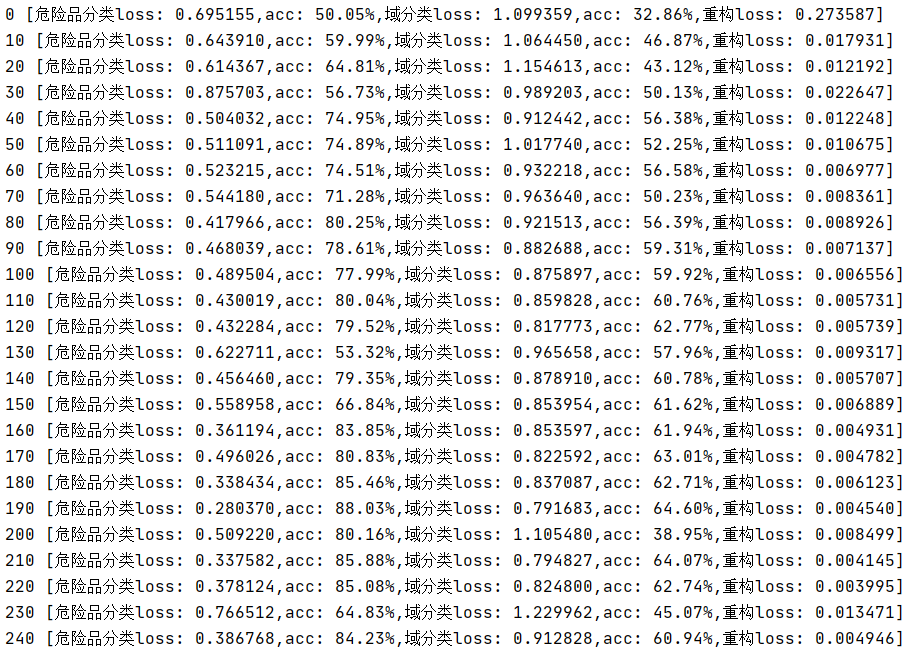 0 [危险品分类loss: 0.695155,acc: 50.05%,域分类loss: 1.099359,acc: 32.86%,重构loss: 0.273587]
10 [危险品分类loss: 0.643910,acc: 59.99%,域分类loss: 1.064450,acc: 46.87%,重构loss: 0.017931]
20 [危险品分类loss: 0.614367,acc: 64.81%,域分类loss: 1.154613,acc: 43.12%,重构loss: 0.012192]
30 [危险品分类loss: 0.875703,acc: 56.73%,域分类loss: 0.989203,acc: 50.13%,重构loss: 0.022647]
40 [危险品分类loss: 0.504032,acc: 74.95%,域分类loss: 0.912442,acc: 56.38%,重构loss: 0.012248]
50 [危险品分类loss: 0.511091,acc: 74.89%,域分类loss: 1.017740,acc: 52.25%,重构loss: 0.010675]
60 [危险品分类loss: 0.523215,acc: 74.51%,域分类loss: 0.932218,acc: 56.58%,重构loss: 0.006977]
70 [危险品分类loss: 0.544180,acc: 71.28%,域分类loss: 0.963640,acc: 50.23%,重构loss: 0.008361]
80 [危险品分类loss: 0.417966,acc: 80.25%,域分类loss: 0.921513,acc: 56.39%,重构loss: 0.008926]
90 [危险品分类loss: 0.468039,acc: 78.61%,域分类loss: 0.882688,acc: 59.31%,重构loss: 0.007137]
100 [危险品分类loss: 0.489504,acc: 77.99%,域分类loss: 0.875897,acc: 59.92%,重构loss: 0.006556]
110 [危险品分类loss: 0.430019,acc: 80.04%,域分类loss: 0.859828,acc: 60.76%,重构loss: 0.005731]
120 [危险品分类loss: 0.432284,acc: 79.52%,域分类loss: 0.817773,acc: 62.77%,重构loss: 0.005739]
130 [危险品分类loss: 0.622711,acc: 53.32%,域分类loss: 0.965658,acc: 57.96%,重构loss: 0.009317]
140 [危险品分类loss: 0.456460,acc: 79.35%,域分类loss: 0.878910,acc: 60.78%,重构loss: 0.005707]
150 [危险品分类loss: 0.558958,acc: 66.84%,域分类loss: 0.853954,acc: 61.62%,重构loss: 0.006889]
160 [危险品分类loss: 0.361194,acc: 83.85%,域分类loss: 0.853597,acc: 61.94%,重构loss: 0.004931]
170 [危险品分类loss: 0.496026,acc: 80.83%,域分类loss: 0.822592,acc: 63.01%,重构loss: 0.004782]
180 [危险品分类loss: 0.338434,acc: 85.46%,域分类loss: 0.837087,acc: 62.71%,重构loss: 0.006123]
190 [危险品分类loss: 0.280370,acc: 88.03%,域分类loss: 0.791683,acc: 64.60%,重构loss: 0.004540]
200 [危险品分类loss: 0.509220,acc: 80.16%,域分类loss: 1.105480,acc: 38.95%,重构loss: 0.008499]
210 [危险品分类loss: 0.337582,acc: 85.88%,域分类loss: 0.794827,acc: 64.07%,重构loss: 0.004145]
220 [危险品分类loss: 0.378124,acc: 85.08%,域分类loss: 0.824800,acc: 62.74%,重构loss: 0.003995]
230 [危险品分类loss: 0.766512,acc: 64.83%,域分类loss: 1.229962,acc: 45.07%,重构loss: 0.013471]
240 [危险品分类loss: 0.386768,acc: 84.23%,域分类loss: 0.912828,acc: 60.94%,重构loss: 0.004946]